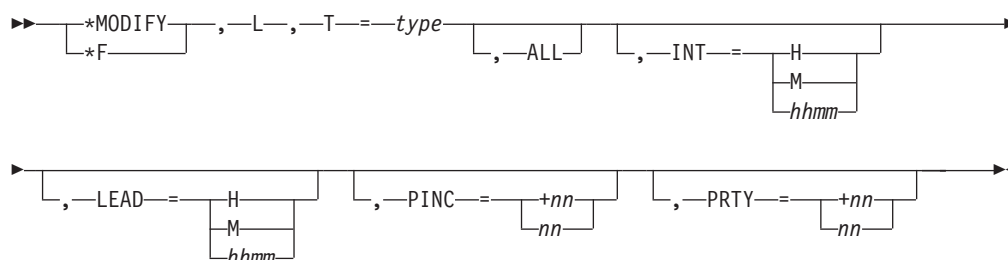 *MODIFY , L , T = type , ALL , INT = H
*F M
hhmm
, LEAD = H , PINC = +nn , PRTY = +nn
M nn nn
hhmm